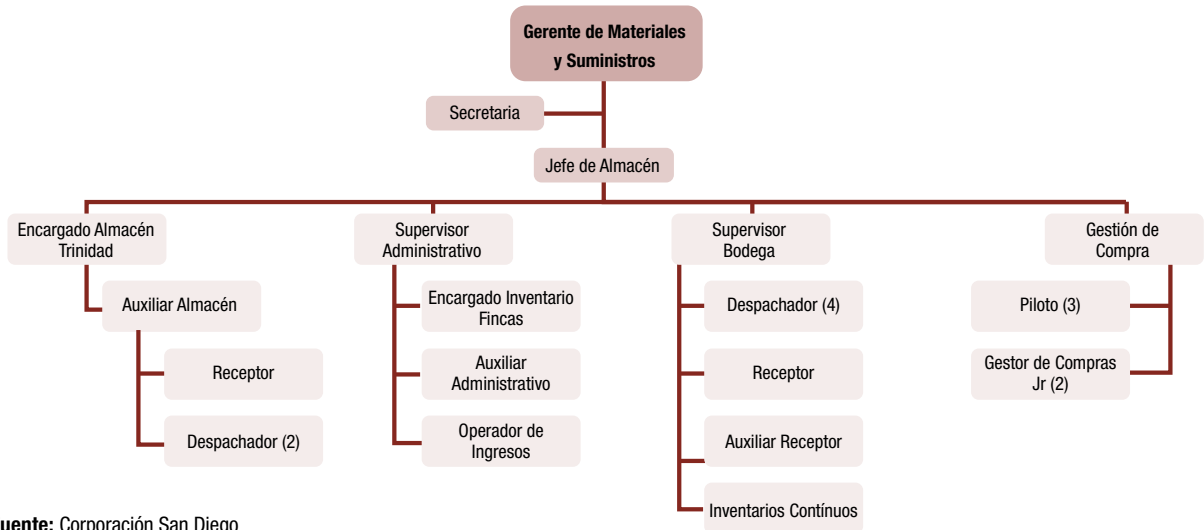 Gerente de Materiales
y Suministros
Secretaria
Jefe de Almacén
Encargado Almacén
Trinidad
Auxiliar Almacén
Receptor
Despachador (2)
Supervisor
Administrativo
Encargado Inventario
Fincas
Auxiliar
Administrativo
Operador de
Ingresos
Supervisor
Bodega
Despachador (4)
Receptor
Auxiliar Receptor
Inventarios Contínuos
Gestión de
Compra
Piloto (3)
Gestor de Compras
Jr (2)
uente: Corporación San Diego